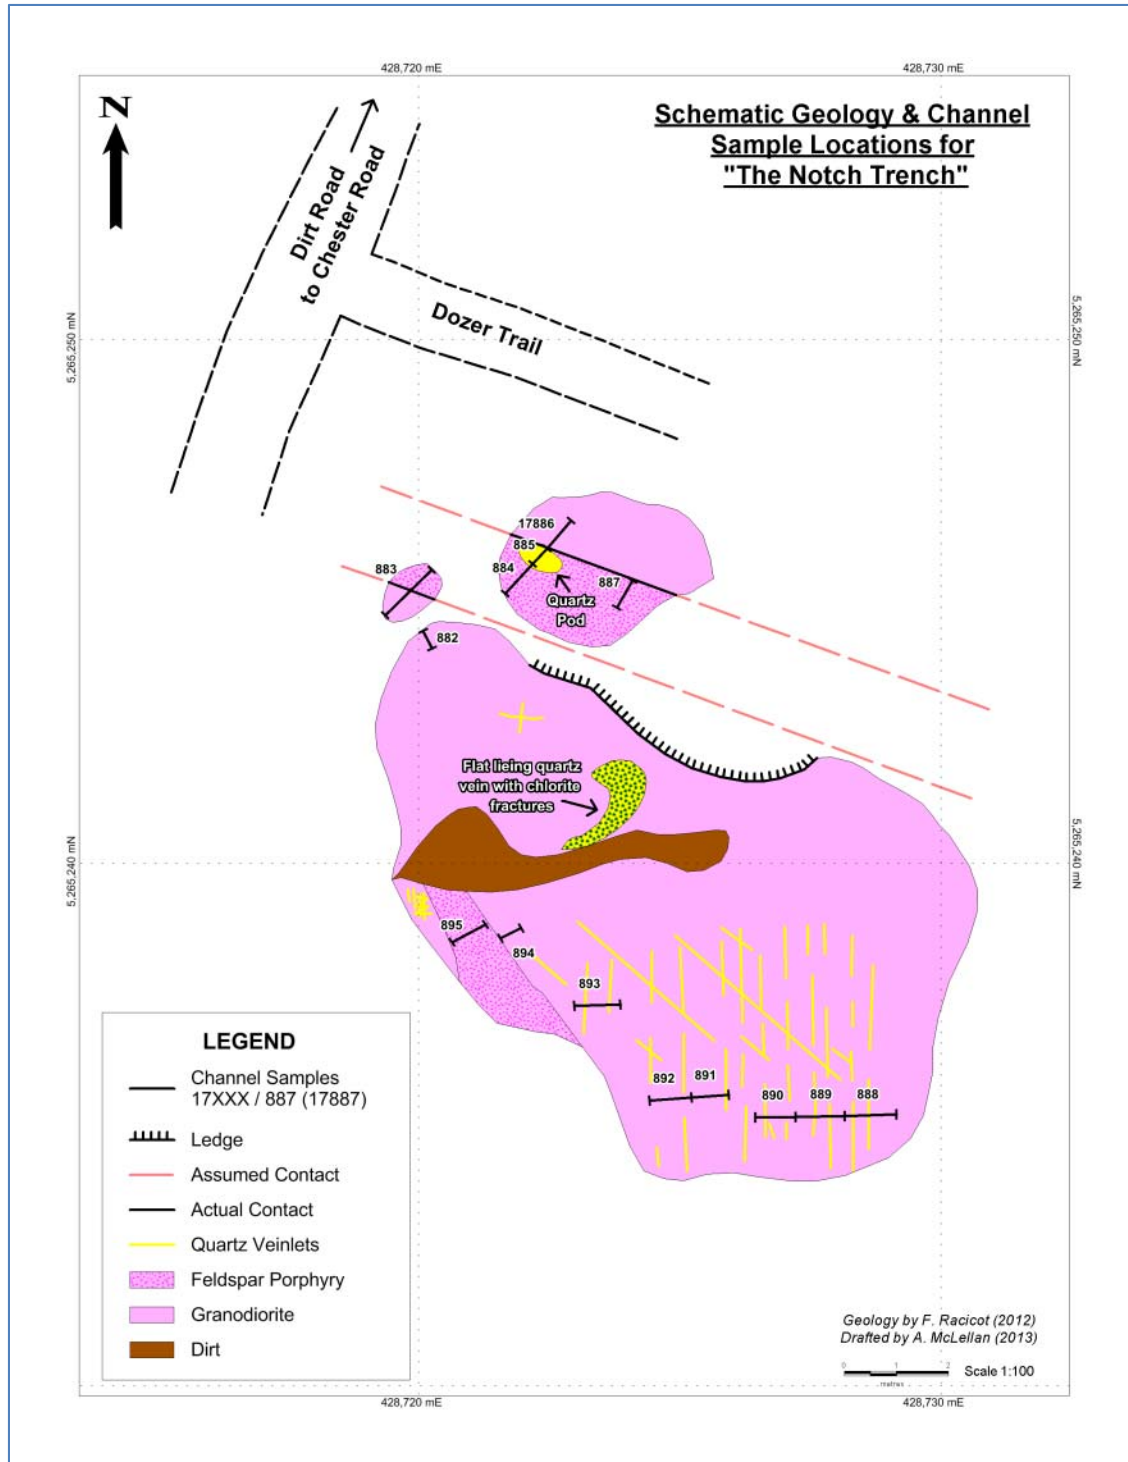 428,720 mE
428,730 mE
N
Schematic Geology & Channel
Sample Locations for
"The Notch Trench"
Dirt Road
to Chester Road
Dozer Trail
5,265,250 mN
5,265,250 mN
17886
885
884
887
883
Quartz
Pod
882
Flat lieing quartz
vein with chlorite
fractures
5,265,240 mN
5,265,240 mN
895
894
893
892
891
890
889
888
LEGEND
Channel Samples
17XXX / 887 (17887)
Ledge
Assumed Contact
Actual Contact
Quartz Veinlets
Feldspar Porphyry
Granodiorite
Dirt
Geology by F. Racicot (2012)
Drafted by A. McLellan (2013)
0 1 2
metres
Scale 1:100
428,720 mE
428,730 mE